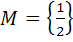 M = {1/2}